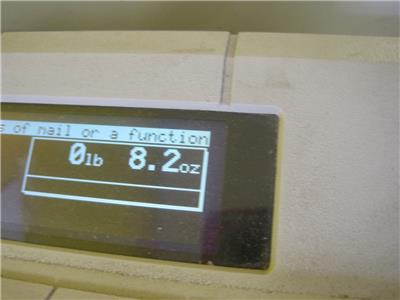 of mail or a function
0lb 8.2oz